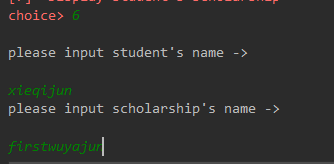 choice> 6
please input student's name ->
xieqijun
please input scholarship's name ->
firstwuyajun